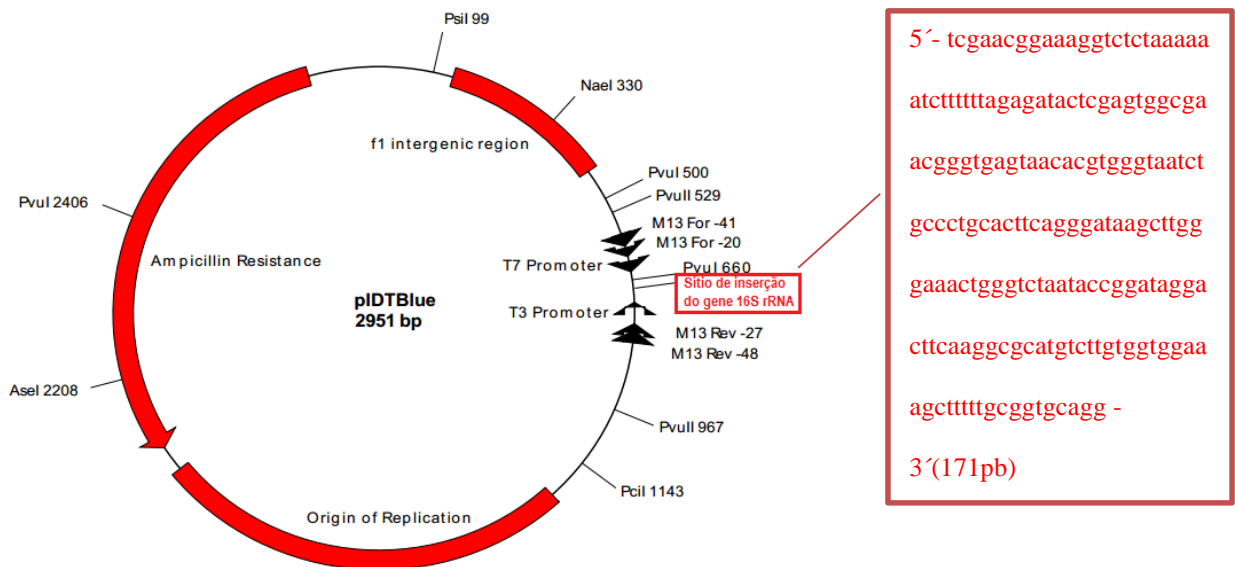 PsiI 99
NaeI 330
f1 intergenic region
PvuI 500
PvuII 529
M13 For -41
M13 For -20
T7 Promoter
PvuI 660
Sítio de inserção
do gene 16S rRNA
T3 Promoter
M13 Rev -27
M13 Rev -48
PvuII 967
PciI 1143
Origin of Replication
AseI 2208
PvuI 2406
Ampicillin Resistance
pIDTBlue
2951 bp
5´- tcgaacggaaaggtctctaaaaa
atcttttttagagatactcgagtggcga
acgggtgagtaacacgtgggtaatct
gccctgcacttcagggataagcttgg
gaaactgggtctaataccggatagga
cttcaaggcgcatgtcttgtggtggaa
agctttttgcggtgcagg -
3´(171pb)